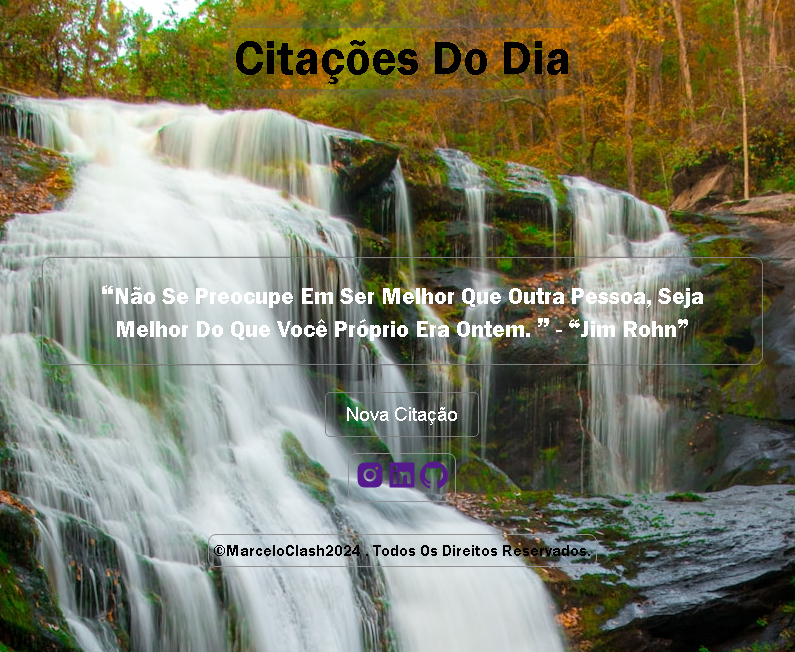 Citações Do Dia
❝Não Se Preocupe Em Ser Melhor Que Outra Pessoa, Seja
Melhor Do Que Você Próprio Era Ontem. ❞ - ❝Jim Rohn❞
Nova Citação
in
©MarceloClash2024 . Todos Os Direitos Reservados.